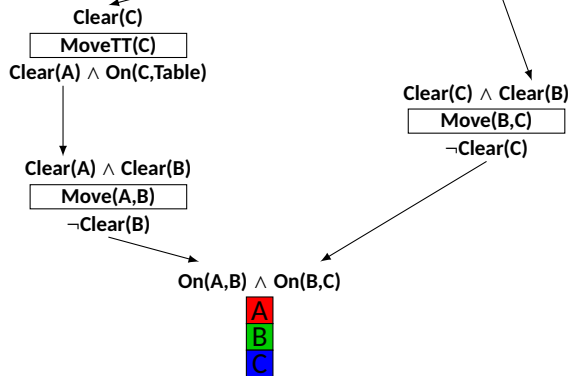 Clear(C)
MoveTT(C)
Clear(A) ∧ On(C,Table)
Clear(C) ∧ Clear(B)
Move(B,C)
¬Clear(C)
Clear(A) ∧ Clear(B)
Move(A,B)
¬Clear(B)
On(A,B) ∧ On(B,C)
A
B
C